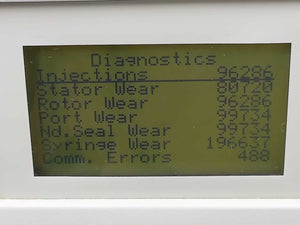 Diagnostics
Injections 96286
Stator Wear 80720
Rotor Wear 96286
Port Wear 99734
Nd.Seal Wear 99734
Syringe Wear 196637
Comm. Errors 488